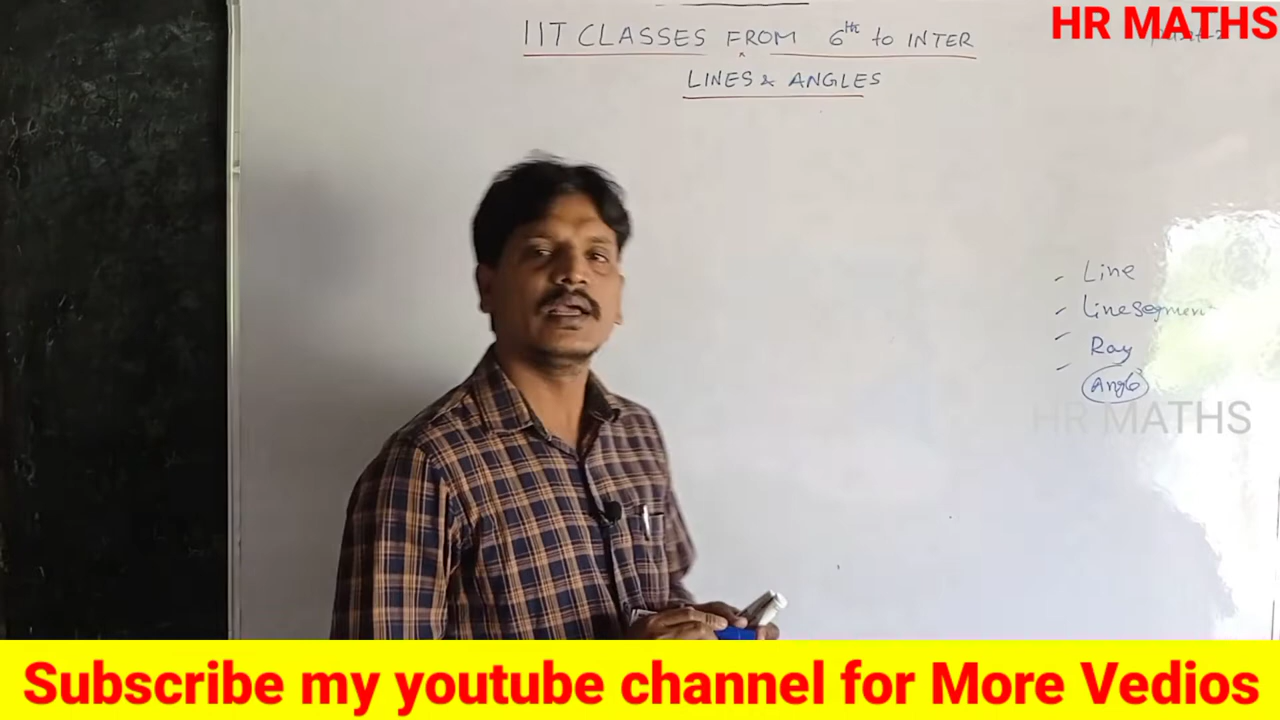 HR MATHS
IIT CLASSES FROM 6th to INTER
LINES & ANGLES
Line
Linesegment
Ray
Angle
HR MATHS
Subscribe my youtube channel for More Vedios